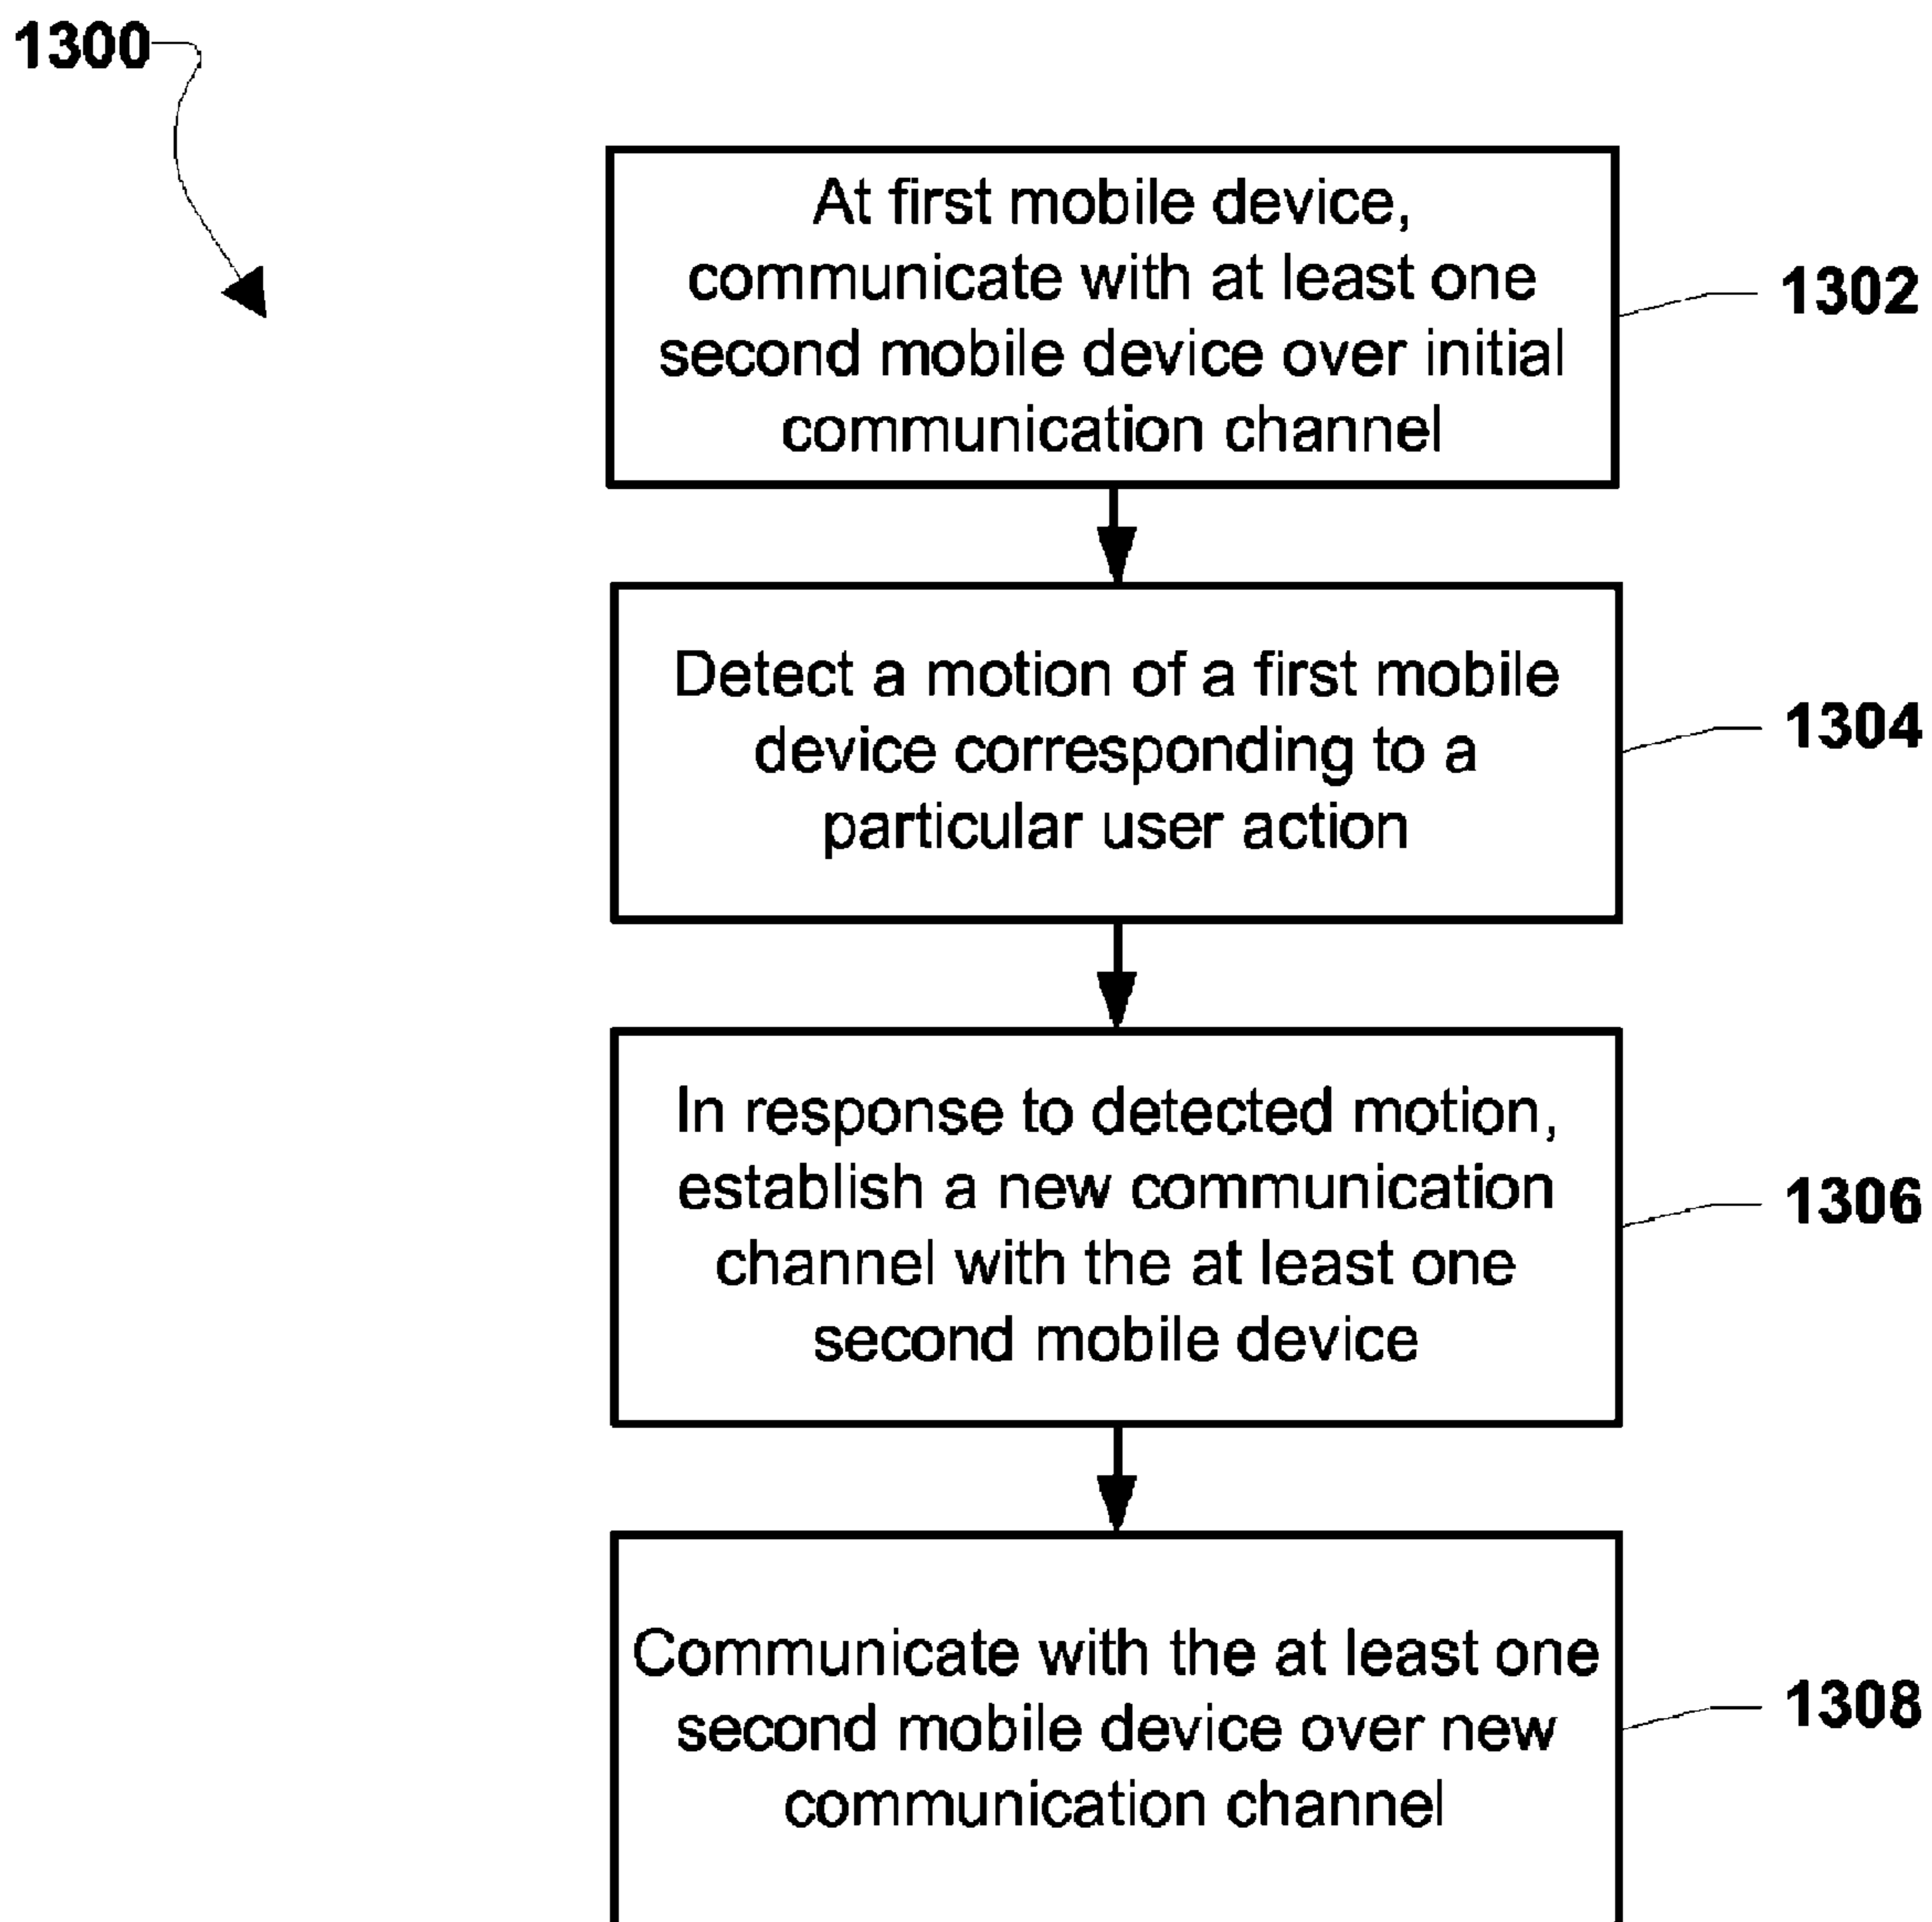 1300
At first mobile device,
communicate with at least one
second mobile device over initial
communication channel
1302
Detect a motion of a first mobile
device corresponding to a
particular user action
1304
In response to detected motion,
establish a new communication
channel with the at least one
second mobile device
1306
Communicate with the at least one
second mobile device over new
communication channel
1308